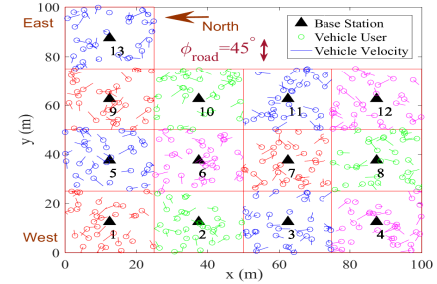 100
80
60
40
20
0
y (m)
East
West
North
ϕroad=45°
Base Station
Vehicle User
Vehicle Velocity
13
9
10
11
12
5
6
7
8
1
2
3
4
0
20
40
60
80
100
x (m)